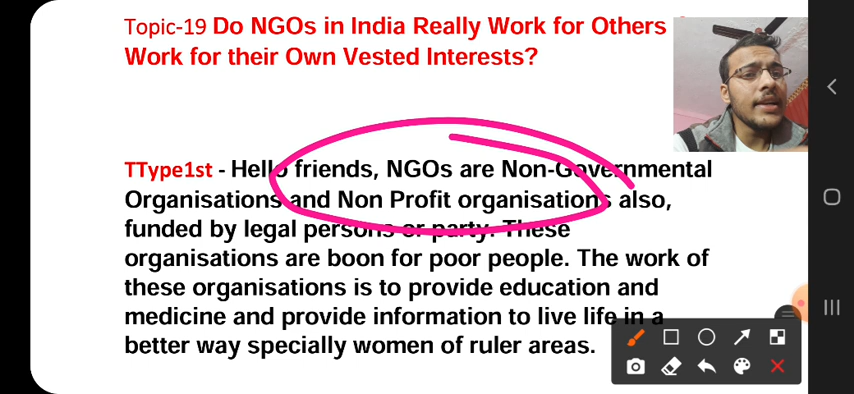 Topic-19 Do NGOs in India Really Work for Others
Work for their Own Vested Interests?
TType1st - Hello friends, NGOs are Non-Governmental
Organisations and Non Profit organisations also,
funded by legal persons or party. These
organisations are boon for poor people. The work of
these organisations is to provide education and
medicine and provide information to live life in a
better way specially women of ruler areas.